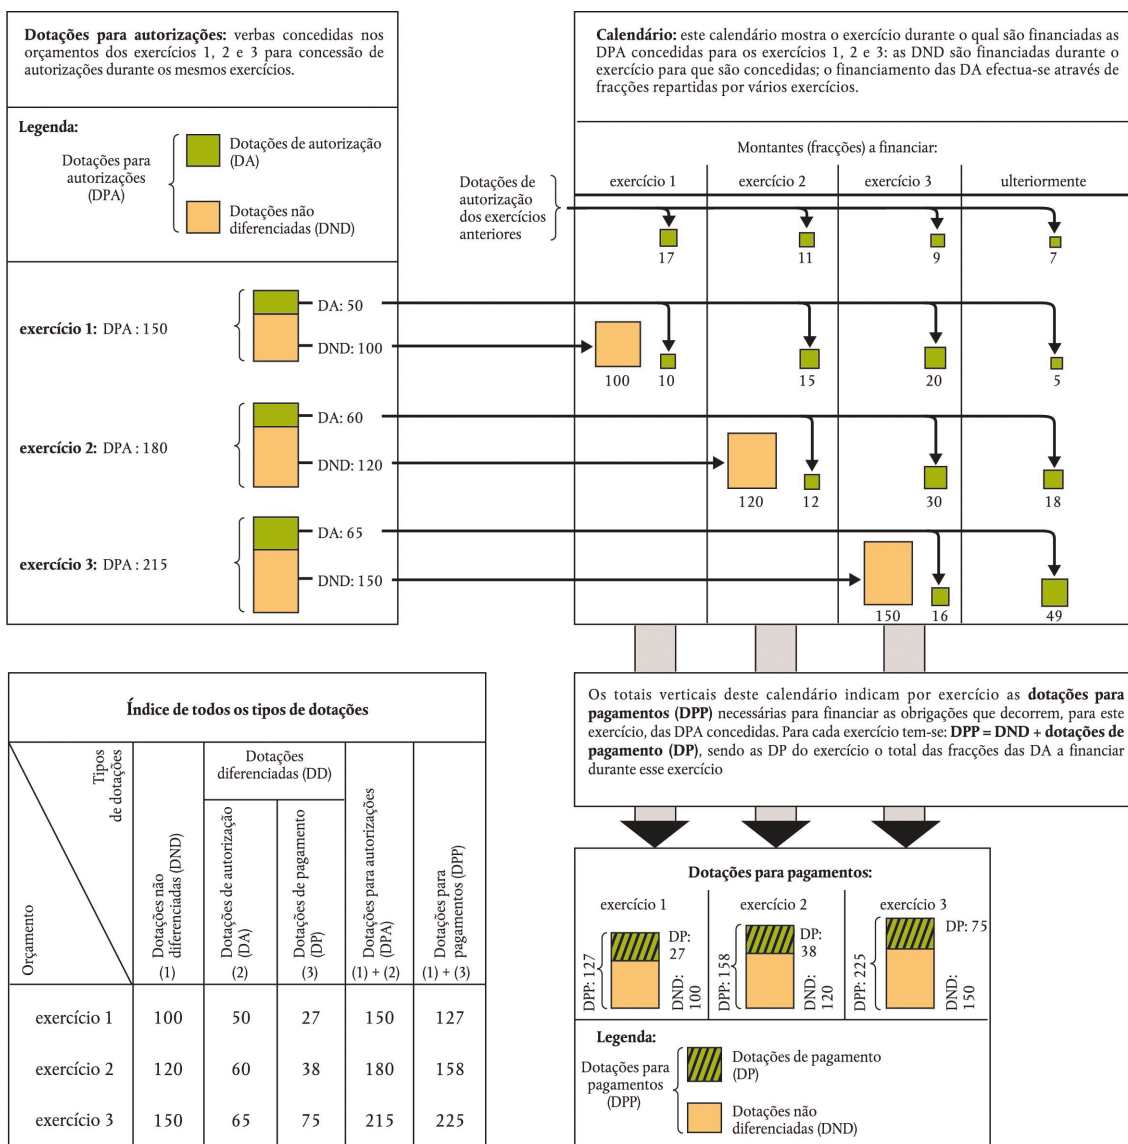 Dotações para autorizações: verbas concedidas nos
orçamentos dos exercícios 1, 2 e 3 para concessão de
autorizações durante os mesmos exercícios.
Legenda:
Dotações para
autorizações
(DPA)
Dotações de autorização
(DA)
Dotações não
diferenciadas (DND)
exercício 1: DPA : 150
DA: 50
DND: 100
exercício 2: DPA : 180
DA: 60
DND: 120
exercício 3: DPA : 215
DA: 65
DND: 150
Calendário: este calendário mostra o exercício durante o qual são financiadas as
DPA concedidas para os exercícios 1, 2 e 3: as DND são financiadas durante o
exercício para que são concedidas; o financiamento das DA efectua-se através de
fracções repartidas por vários exercícios.
Montantes (fracções) a financiar:
exercício 1 exercício 2 exercício 3 ulteriormente
Dotações de
autorização
dos exercícios
anteriores
17 11 9 7
100 10 15 20 5
120 12 30 18
150 16 49
Os totais verticais deste calendário indicam por exercício as dotações para
pagamentos (DPP) necessárias para financiar as obrigações que decorrem, para este
exercício, das DPA concedidas. Para cada exercício tem-se: DPP = DND + dotações de
pagamento (DP), sendo as DP do exercício o total das fracções das DA a financiar
durante esse exercício
Índice de todos os tipos de dotações
Tipos
de dotações
Orçamento
Dotações não
diferenciadas (DND)
(1)
Dotações
diferenciadas (DD)
Dotações de autorização
(DA)
(2)
Dotações de pagamento
(DP)
(3)
Dotações para autorizações
(DPA)
(1) + (2)
Dotações para
pagamentos (DPP)
(1) + (3)
exercício 1 100 50 27 150 127
exercício 2 120 60 38 180 158
exercício 3 150 65 75 215 225
Dotações para pagamentos:
exercício 1
DPP: 127
DP:
27
DND:
100
exercício 2
DPP: 158
DP:
38
DND:
120
exercício 3
DPP: 225
DP: 75
DND:
150
Legenda:
Dotações para
pagamentos
(DPP)
Dotações de pagamento
(DP)
Dotações não
diferenciadas (DND)